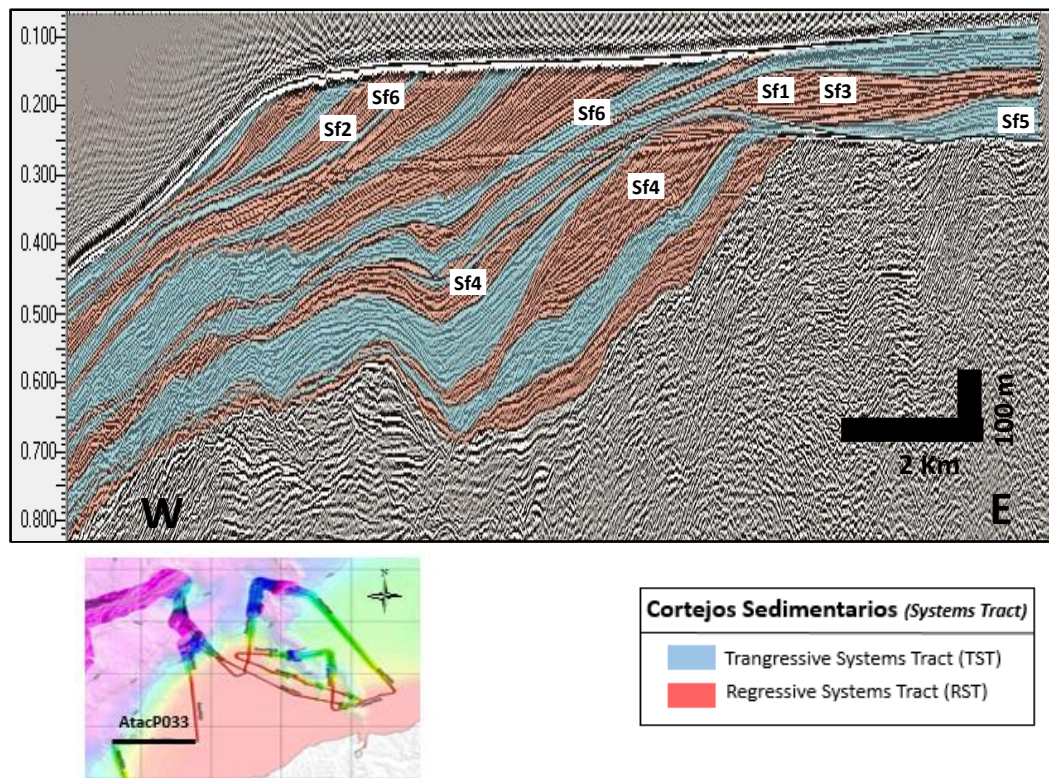 0.100
Sf1
Sf3
Sf6
0.200
Sf6
Sf5
Sf2
0.300
Sf4
0.400
Sf4
0.500
0.600
100 m
0.700
2 km
0.800
W
E
Cortejos Sedimentarios (Systems Tract)
Trangressive Systems Tract (TST)
Regressive Systems Tract (RST)
AtacP033